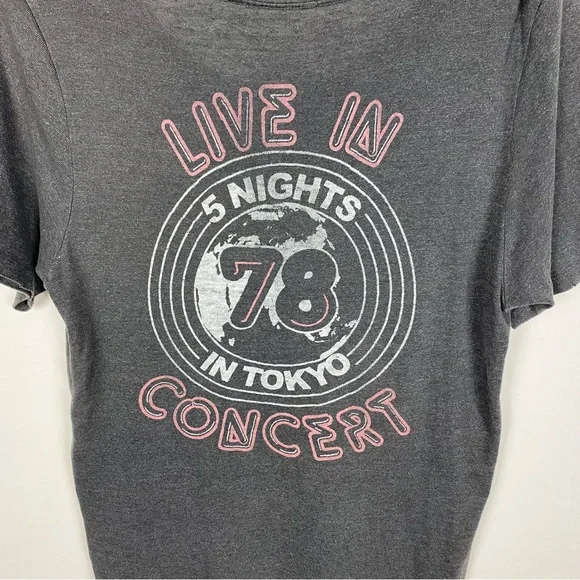 LIVE IN
5 NIGHTS
78
IN TOKYO
CONCERT